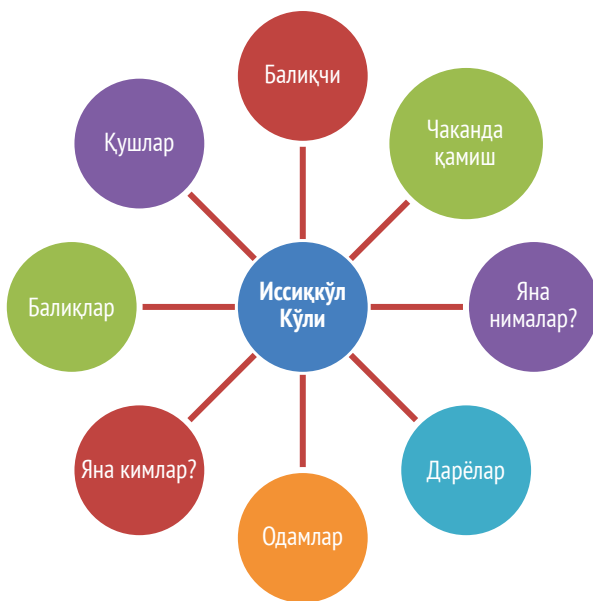 Балиқчи
Чаканда
қамиш
Қушлар
Иссиққўл
Кўли
Балиқлар
Яна
нималар?
Яна кимлар?
Дарёлар
Одамлар